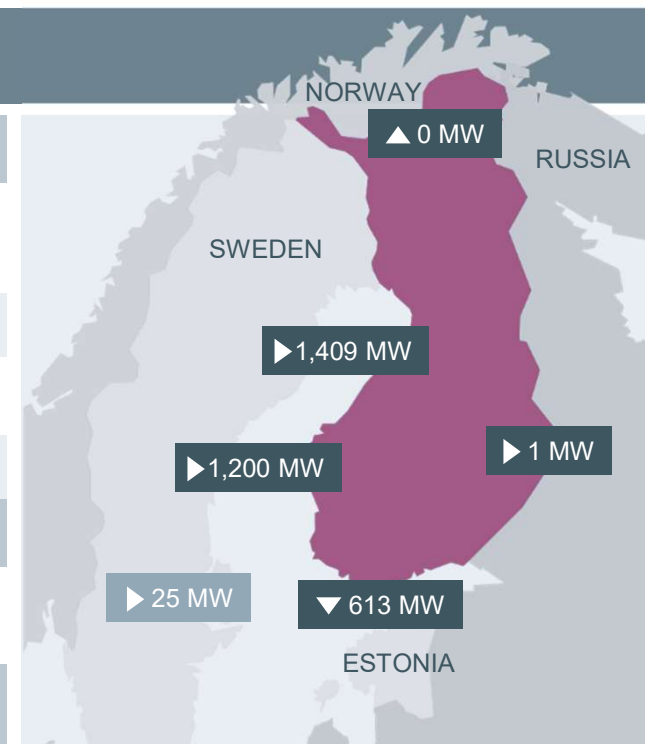 NORWAY
▲ 0 MW
RUSSIA
SWEDEN
▶1,409 MW
▶ 1 MW
▶1,200 MW
▶ 25 MW
▼ 613 MW
ESTONIA